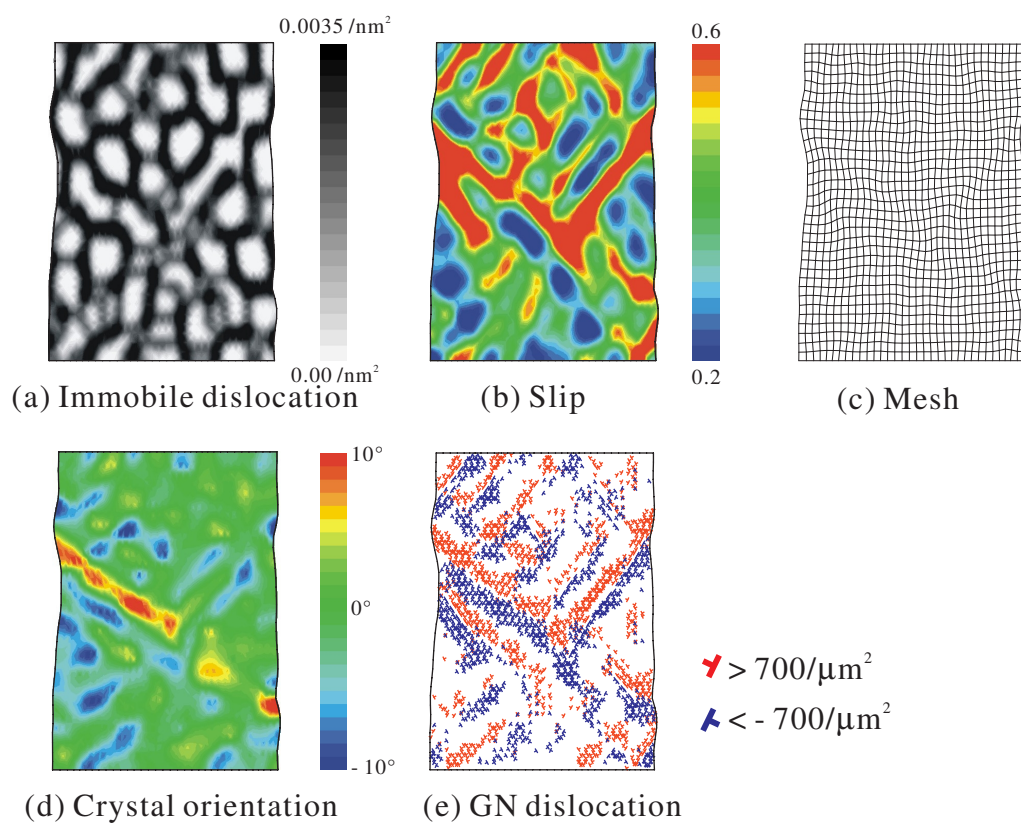 0.0035 /nm²
0.00 /nm²
(a) Immobile dislocation
0.6
0.2
(b) Slip
(c) Mesh
10°
0°
- 10°
(d) Crystal orientation
(e) GN dislocation
> 700/μm²
< - 700/μm²